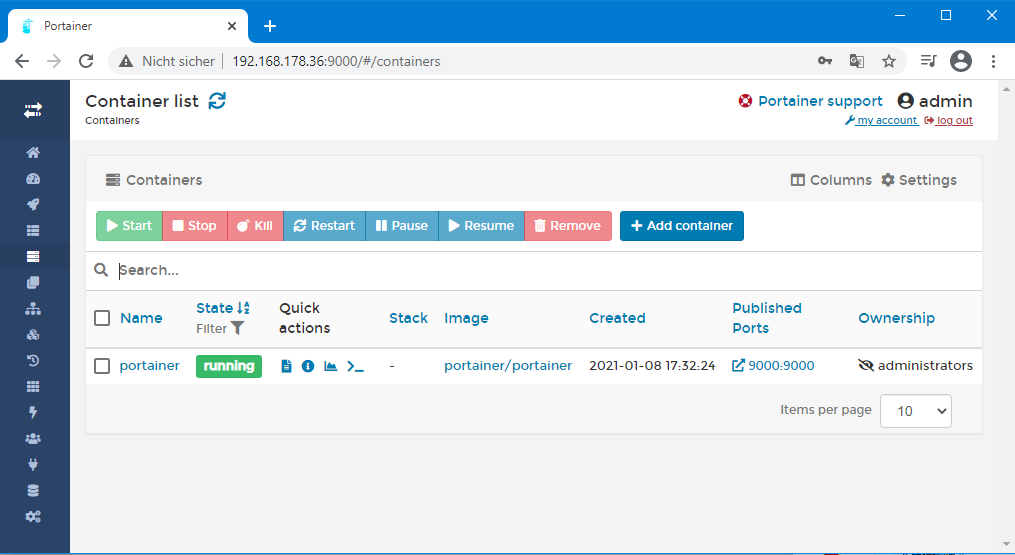 Portainer
Nicht sicher 192.168.178.36:9000/#/containers
Container list
Portainer support admin
Containers
my account log out
Containers
Columns Settings
Start Stop Kill Restart Pause Resume Remove Add container
Search...
Name State Filter Quick actions Stack Image Created Published Ports Ownership
portainer running - portainer/portainer 2021-01-08 17:32:24 9000:9000 administrators
Items per page 10